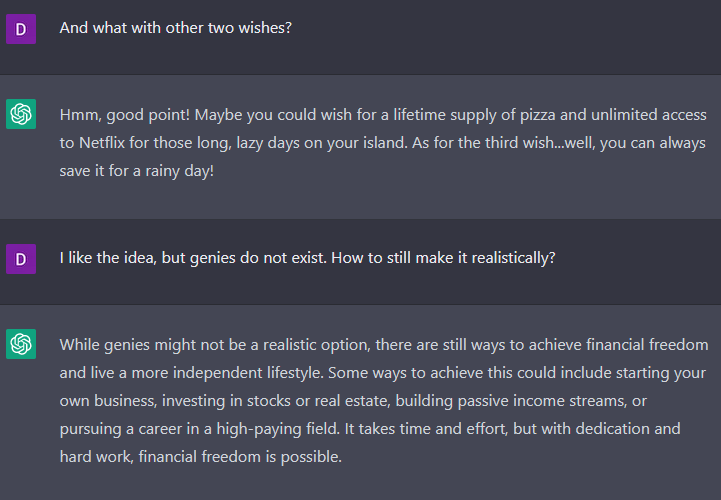 D
And what with other two wishes?
Hmm, good point! Maybe you could wish for a lifetime supply of pizza and unlimited access
to Netflix for those long, lazy days on your island. As for the third wish...well, you can always
save it for a rainy day!
D
I like the idea, but genies do not exist. How to still make it realistically?
While genies might not be a realistic option, there are still ways to achieve financial freedom
and live a more independent lifestyle. Some ways to achieve this could include starting your
own business, investing in stocks or real estate, building passive income streams, or
pursuing a career in a high-paying field. It takes time and effort, but with dedication and
hard work, financial freedom is possible.